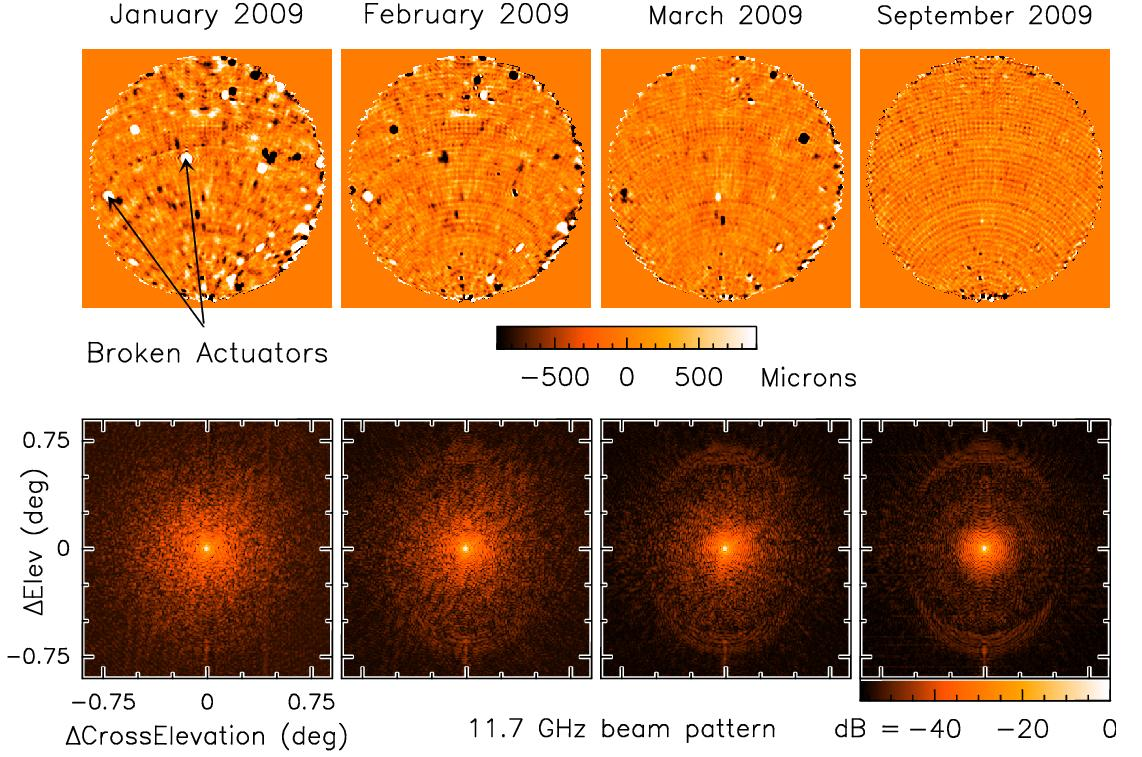 January 2009 February 2009 March 2009 September 2009
Broken Actuators
−500 0 500 Microns
0.75
0
−0.75
ΔElev (deg)
−0.75 0 0.75
ΔCrossElevation (deg)
11.7 GHz beam pattern
dB = −40 −20 0